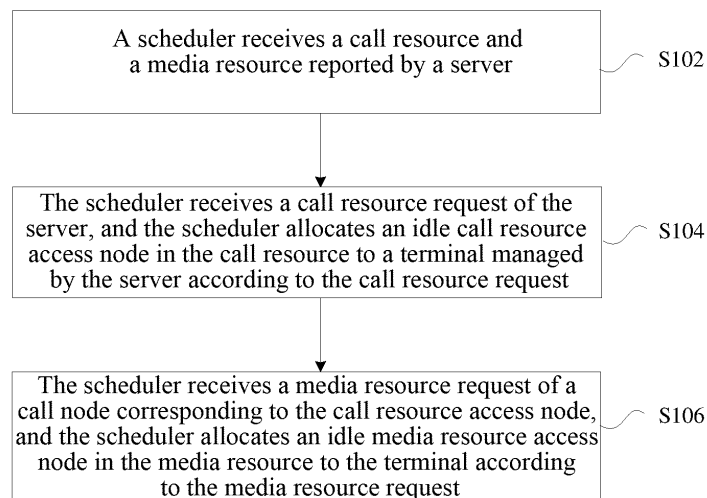 A scheduler receives a call resource and
a media resource reported by a server
S102
The scheduler receives a call resource request of the
server, and the scheduler allocates an idle call resource
access node in the call resource to a terminal managed
by the server according to the call resource request
S104
The scheduler receives a media resource request of a
call node corresponding to the call resource access node,
and the scheduler allocates an idle media resource access
node in the media resource to the terminal according
to the media resource request
S106